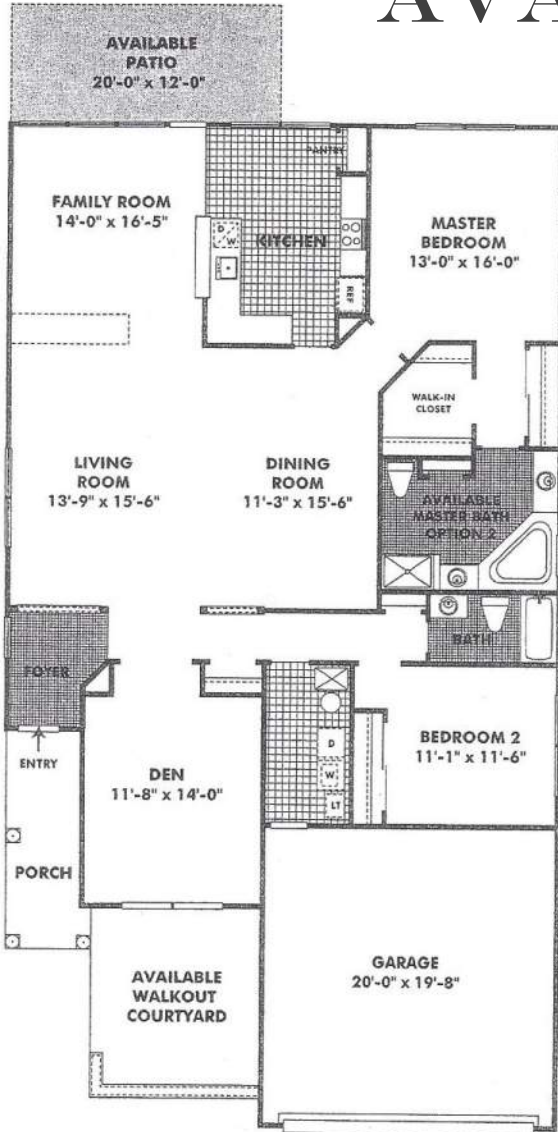 AVA
AVAILABLE
PATIO
20'-0" x 12'-0"
PANTRY
FAMILY ROOM
14'-0" x 16'-5"
D
W
KITCHEN
REF
MASTER
BEDROOM
13'-0" x 16'-0"
WALK-IN
CLOSET
LIVING
ROOM
13'-9" x 15'-6"
DINING
ROOM
11'-3" x 15'-6"
AVAILABLE
MASTER BATH
OPTION 2
BATH
FOYER
ENTRY
DEN
11'-8" x 14'-0"
D
W
LT
BEDROOM 2
11'-1" x 11'-6"
PORCH
AVAILABLE
WALKOUT
COURTYARD
GARAGE
20'-0" x 19'-8"